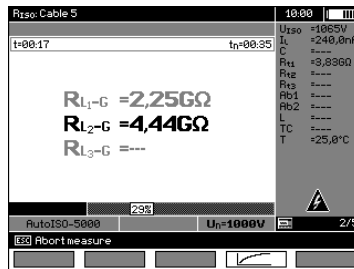 RISO: Cable 5
10:00
t=00:17 tn=00:35
RL1-G =2,25GΩ
RL2-G =4,44GΩ
RL3-G =---
UISO =1065V
IL =240,0nA
C =---
Rt1 =3,83GΩ
Rt2 =---
Rt3 =---
Ab1 =---
Ab2 =---
L =---
TC =---
T =25,0°C
29%
AutoISO-5000 Un=1000V
2/5
ESC Abort measure